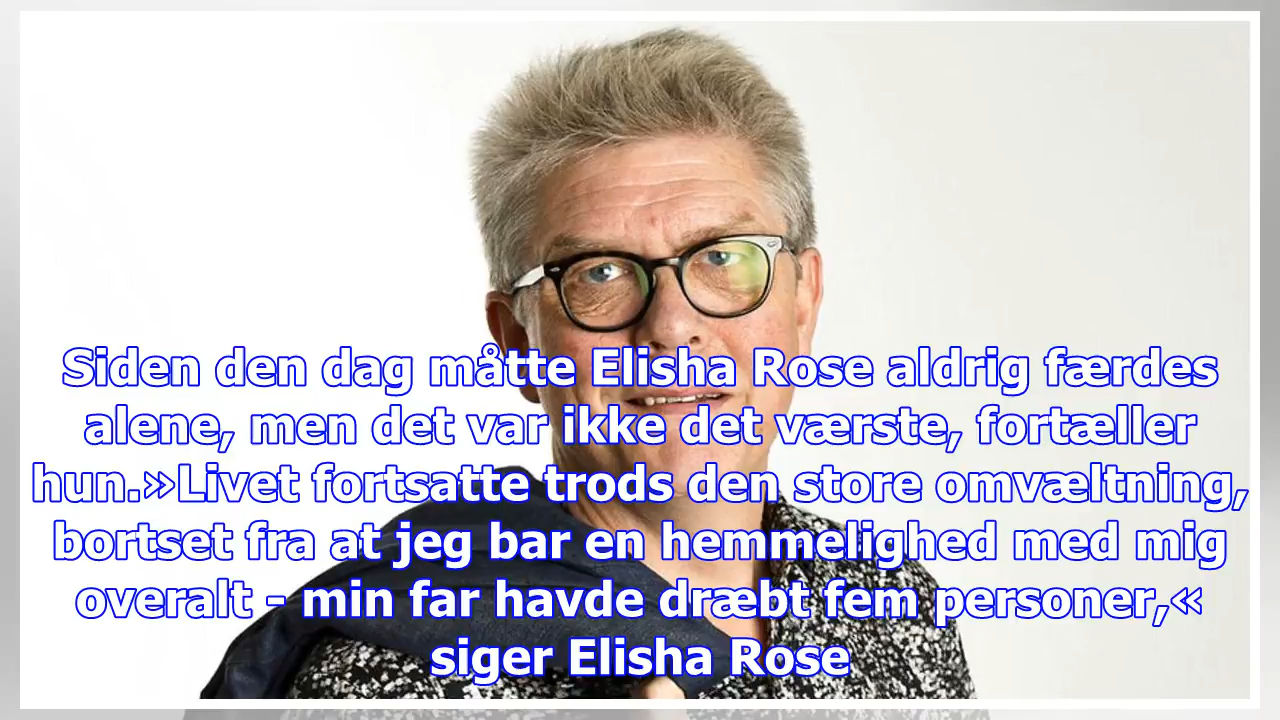 Siden den dag måtte Elisha Rose aldrig færdes
alene, men det var ikke det værste, fortæller
hun.»Livet fortsatte trods den store omvæltning,
bortset fra at jeg bar en hemmelighed med mig
overalt - min far havde dræbt fem personer,«
siger Elisha Rose